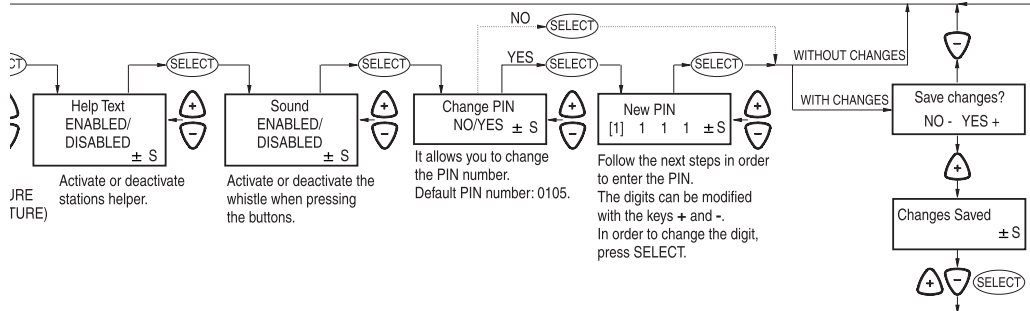 NO
SELECT
WITHOUT CHANGES
CT
SELECT
SELECT
YES
SELECT
SELECT
WITH CHANGES
Help Text
ENABLED/
DISABLED
± S
+
-
Sound
ENABLED/
DISABLED
± S
+
-
Change PIN
NO/YES ± S
+
-
New PIN
[1] 1 1 1 ± S
+
-
-
Save changes?
NO - YES +
+
Changes Saved
± S
+ - SELECT
URE
TURE)
Activate or deactivate
stations helper.
Activate or deactivate the
whistle when pressing
the buttons.
It allows you to change
the PIN number.
Default PIN number: 0105.
Follow the next steps in order
to enter the PIN.
The digits can be modified
with the keys + and -.
In order to change the digit,
press SELECT.